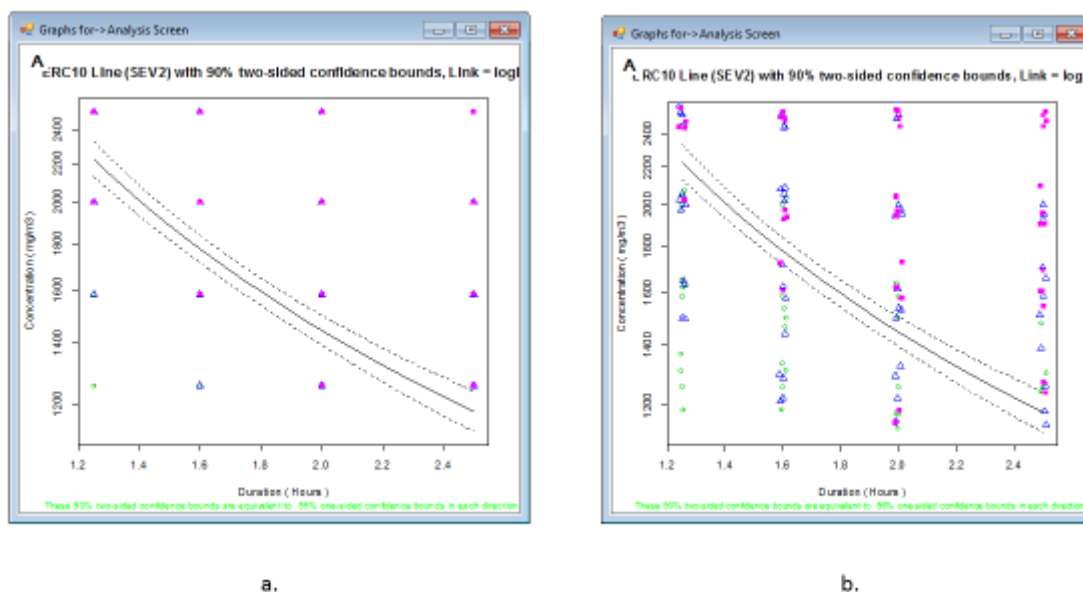 Graphs for->Analysis Screen
A
ERC10 Line (SEV2) with 90% two-sided confidence bounds, Link = logl
2400
2200
2000
1800
1600
1400
1200
Concentration ( mg/m3)
1.2 1.4 1.6 1.8 2.0 2.2 2.4
Duration ( Hours )
These 90% two-sided confidence bounds are equivalent to 95% one-sided confidence bounds in each direction
a.
Graphs for->Analysis Screen
A
RC10 Line (SEV2) with 90% two-sided confidence bounds, Link = log
2400
2200
2000
1800
1600
1400
1200
Concentration ( mg/m3 )
1.2 1.4 1.6 1.8 2.0 2.2 2.4
Duration ( Hours )
These 90% two-sided confidence bounds are equivalent to 95% one-sided confidence bounds in each direction
b.